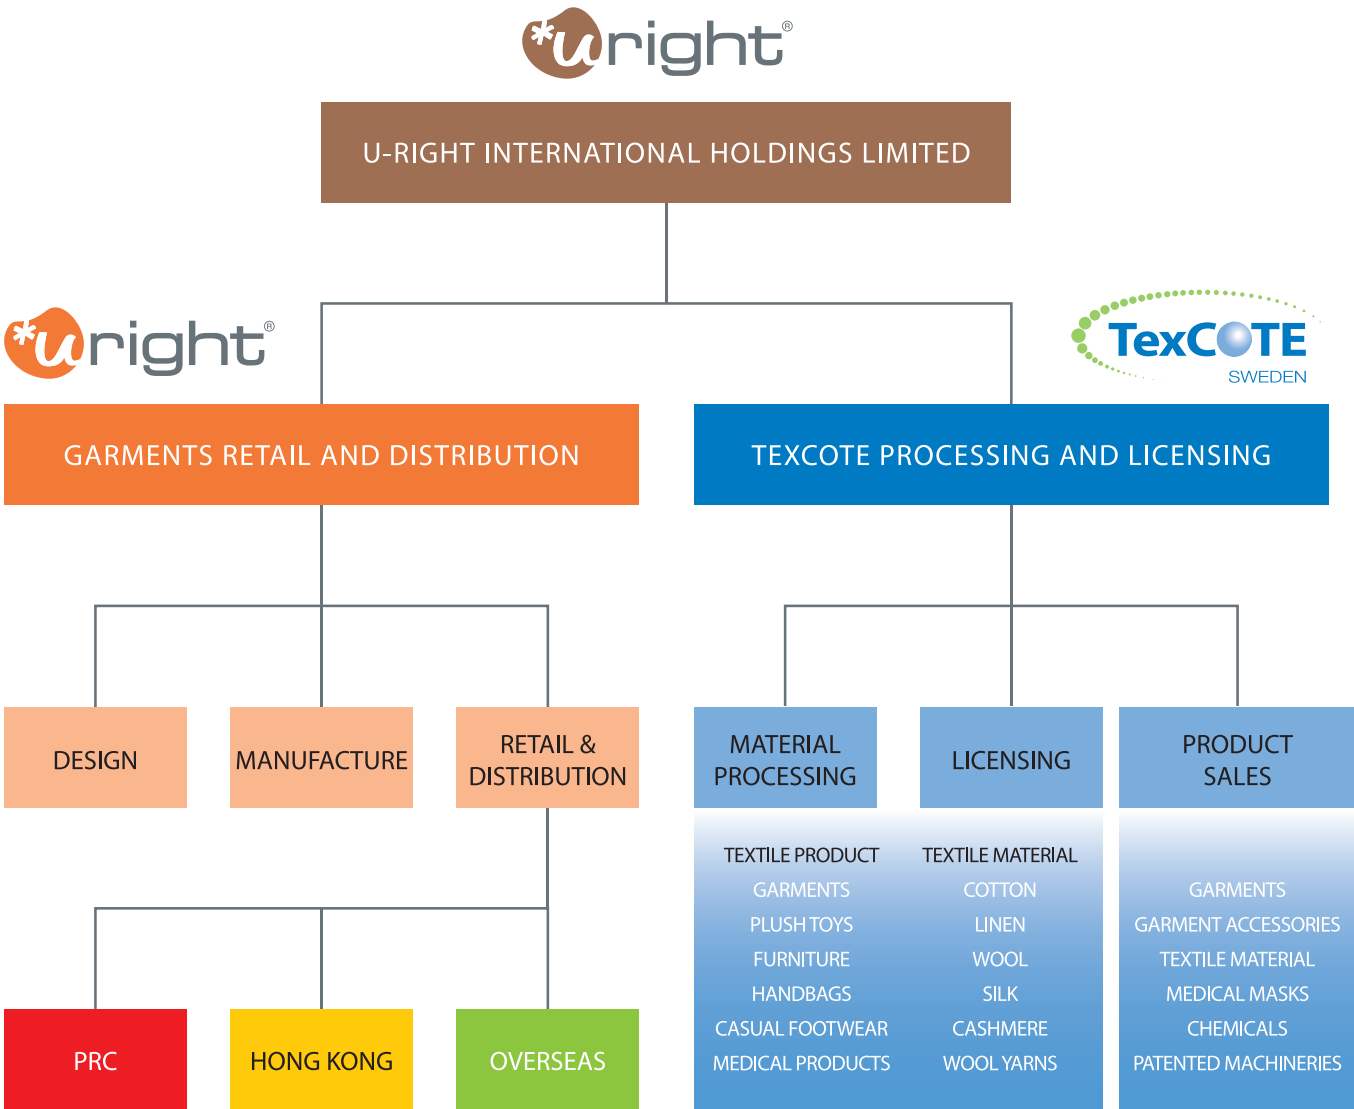 *uright®
U-RIGHT INTERNATIONAL HOLDINGS LIMITED
*uright®
TexCOTE
SWEDEN
GARMENTS RETAIL AND DISTRIBUTION
TEXCOTE PROCESSING AND LICENSING
DESIGN
MANUFACTURE
RETAIL &
DISTRIBUTION
MATERIAL
PROCESSING
LICENSING
PRODUCT
SALES
TEXTILE PRODUCT
GARMENTS
PLUSH TOYS
FURNITURE
HANDBAGS
CASUAL FOOTWEAR
MEDICAL PRODUCTS
TEXTILE MATERIAL
COTTON
LINEN
WOOL
SILK
CASHMERE
WOOL YARNS
GARMENTS
GARMENT ACCESSORIES
TEXTILE MATERIAL
MEDICAL MASKS
CHEMICALS
PATENTED MACHINERIES
PRC
HONG KONG
OVERSEAS